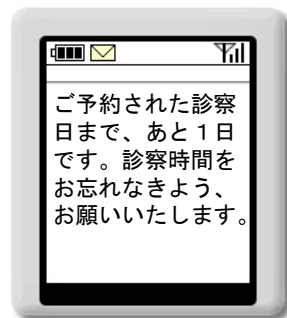 ご予約された診察
日まで、あと１日
です。診察時間を
お忘れなきよう、
お願いいたします。